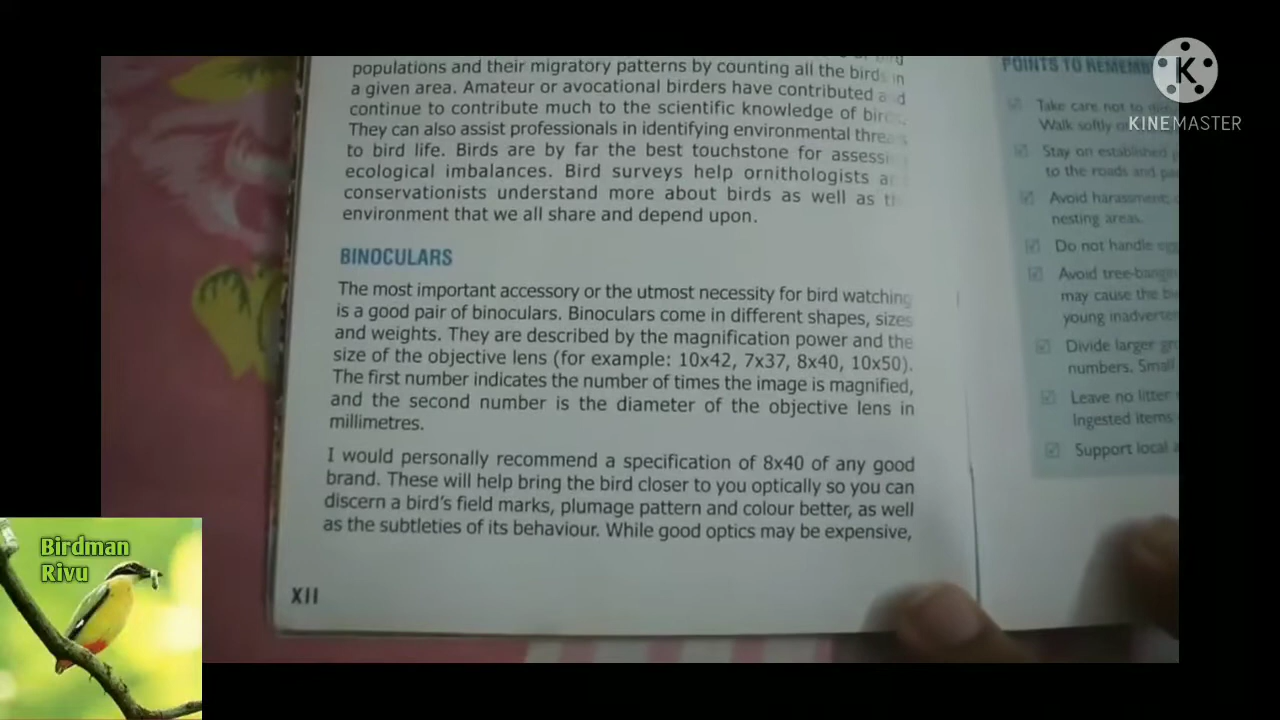 populations and their migratory patterns by counting all the birds in
a given area. Amateur or avocational birders have contributed and
continue to contribute much to the scientific knowledge of birds.
They can also assist professionals in identifying environmental threats
to bird life. Birds are by far the best touchstone for assessing
ecological imbalances. Bird surveys help ornithologists and
conservationists understand more about birds as well as the
environment that we all share and depend upon.
BINOCULARS
The most important accessory or the utmost necessity for bird watching
is a good pair of binoculars. Binoculars come in different shapes, sizes
and weights. They are described by the magnification power and the
size of the objective lens (for example: 10x42, 7x37, 8x40, 10x50).
The first number indicates the number of times the image is magnified,
and the second number is the diameter of the objective lens in
millimetres.
I would personally recommend a specification of 8x40 of any good
brand. These will help bring the bird closer to you optically so you can
discern a bird's field marks, plumage pattern and colour better, as well
as the subtleties of its behaviour. While good optics may be expensive,
XII
POINTS TO
Take care not to
Walk softly
Stay on established
to the roads and
Avoid harassment;
nesting areas.
Do not handle
Avoid
may cause the
young
Divide larger
numbers. Small
Leave no litter
Ingested items
Support local
K
KINEMASTER
Birdman
Rivu